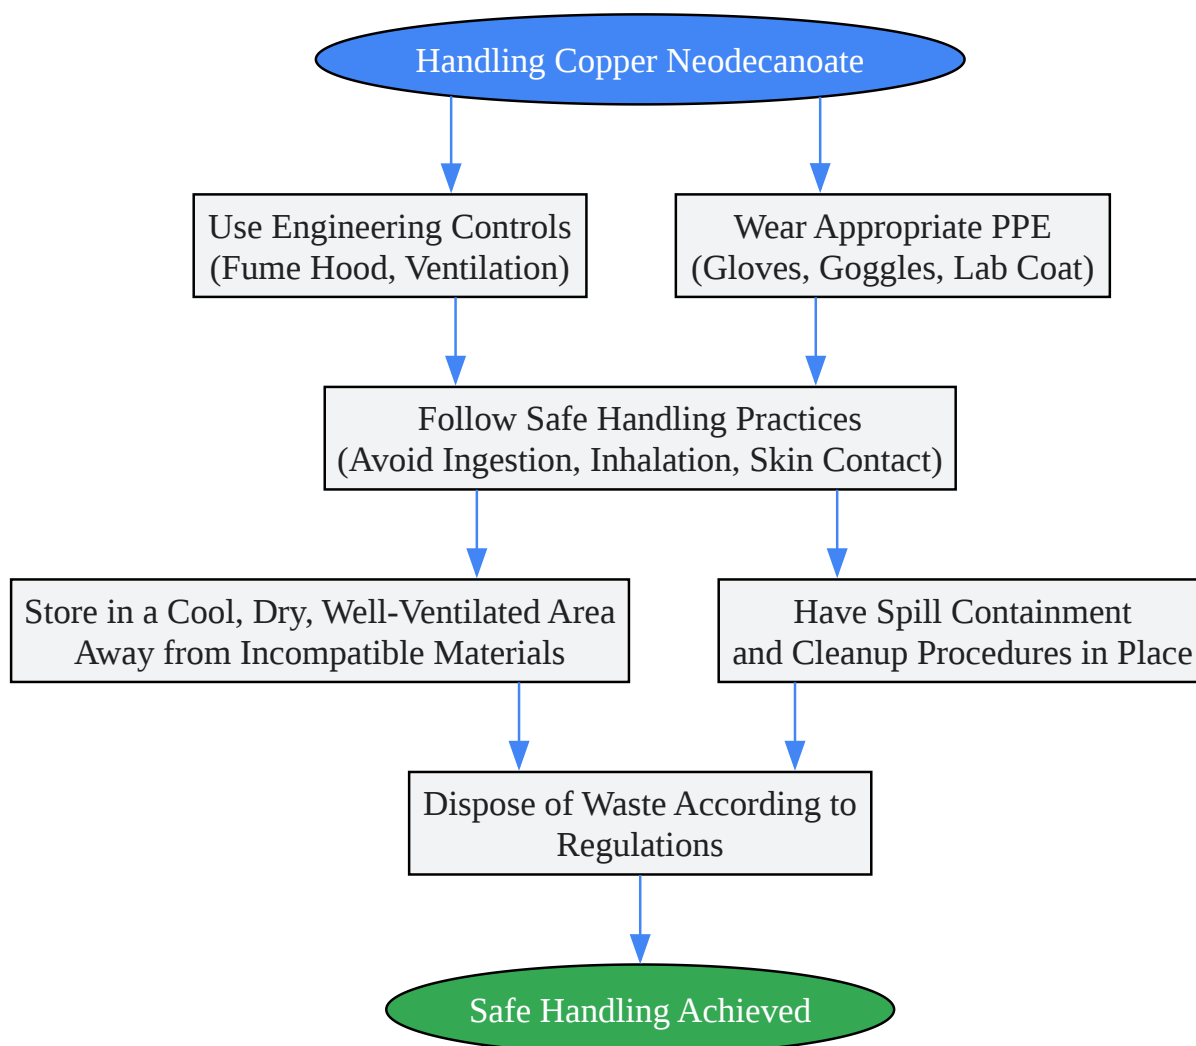 Handling Copper Neodecanoate
Use Engineering Controls
(Fume Hood, Ventilation)
Wear Appropriate PPE
(Gloves, Goggles, Lab Coat)
Follow Safe Handling Practices
(Avoid Ingestion, Inhalation, Skin Contact)
Store in a Cool, Dry, Well-Ventilated Area
Away from Incompatible Materials
Have Spill Containment
and Cleanup Procedures in Place
Dispose of Waste According to
Regulations
Safe Handling Achieved